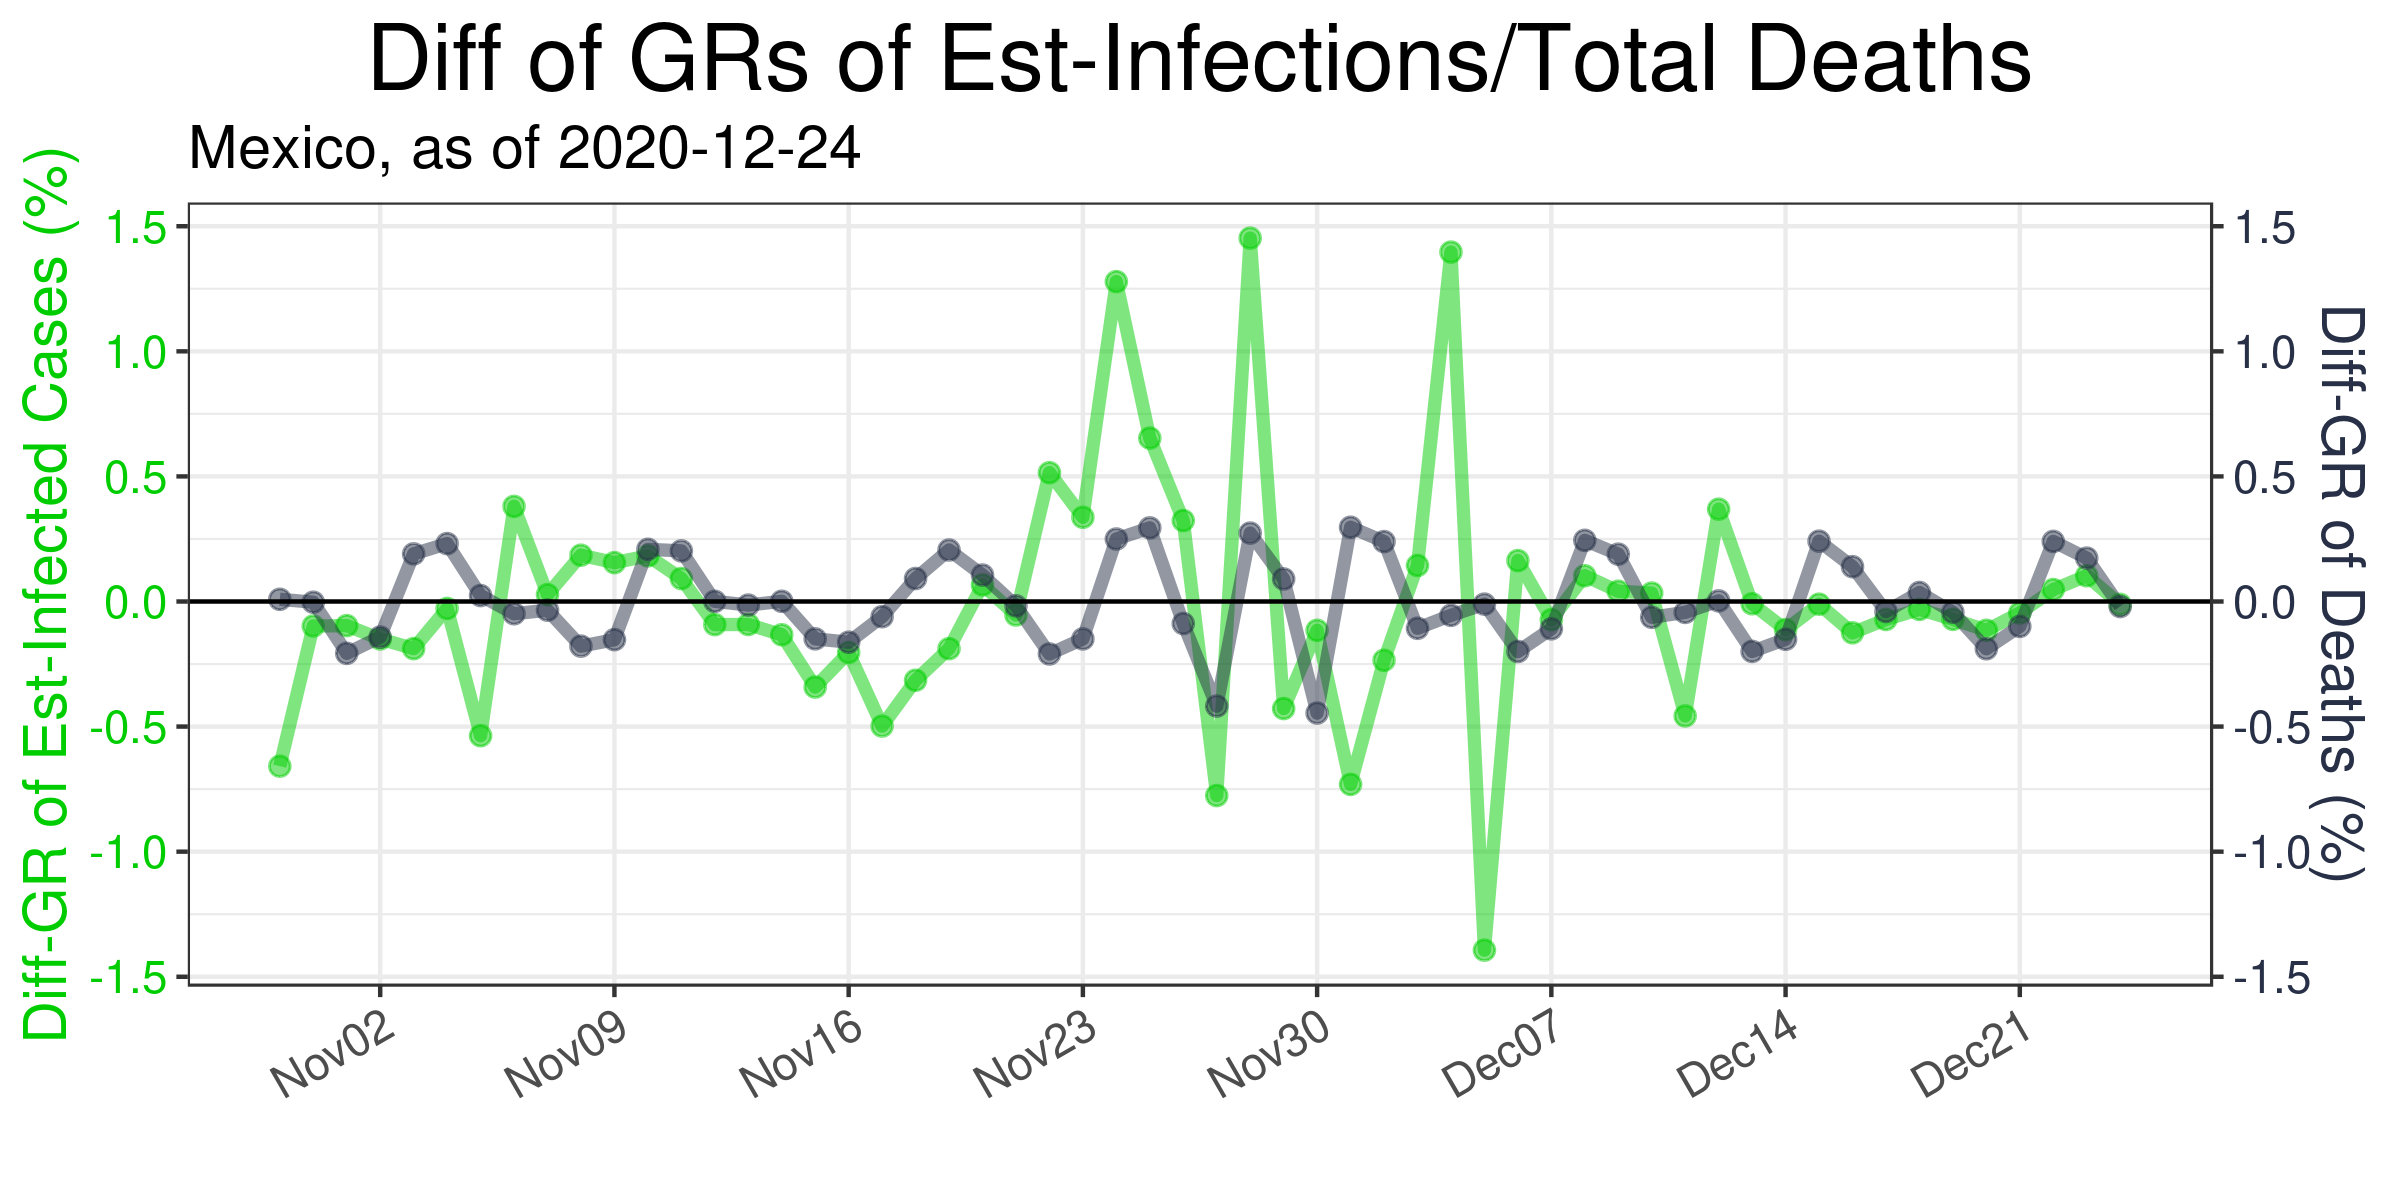 Diff of GRs of Est-Infections/Total Deaths
Mexico, as of 2020-12-24
Diff-GR of Est-Infected Cases (%)
1.5
1.0
0.5
0.0
-0.5
-1.0
-1.5
1.5
1.0
0.5
0.0
-0.5
-1.0
-1.5
Diff-GR of Deaths (%)
Nov02
Nov09
Nov16
Nov23
Nov30
Dec07
Dec14
Dec21